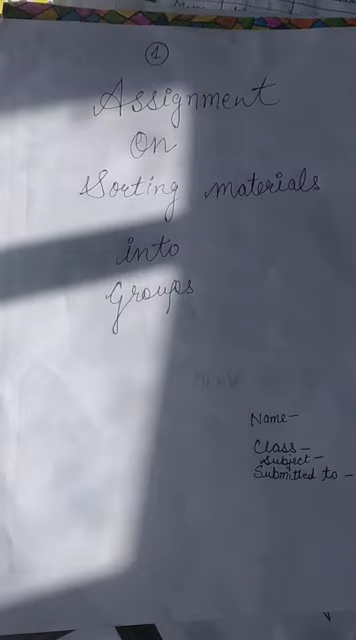 1
Assignment
On
Sorting materials
into
Groups
Name-
Class-
Subject-
Submitted to -